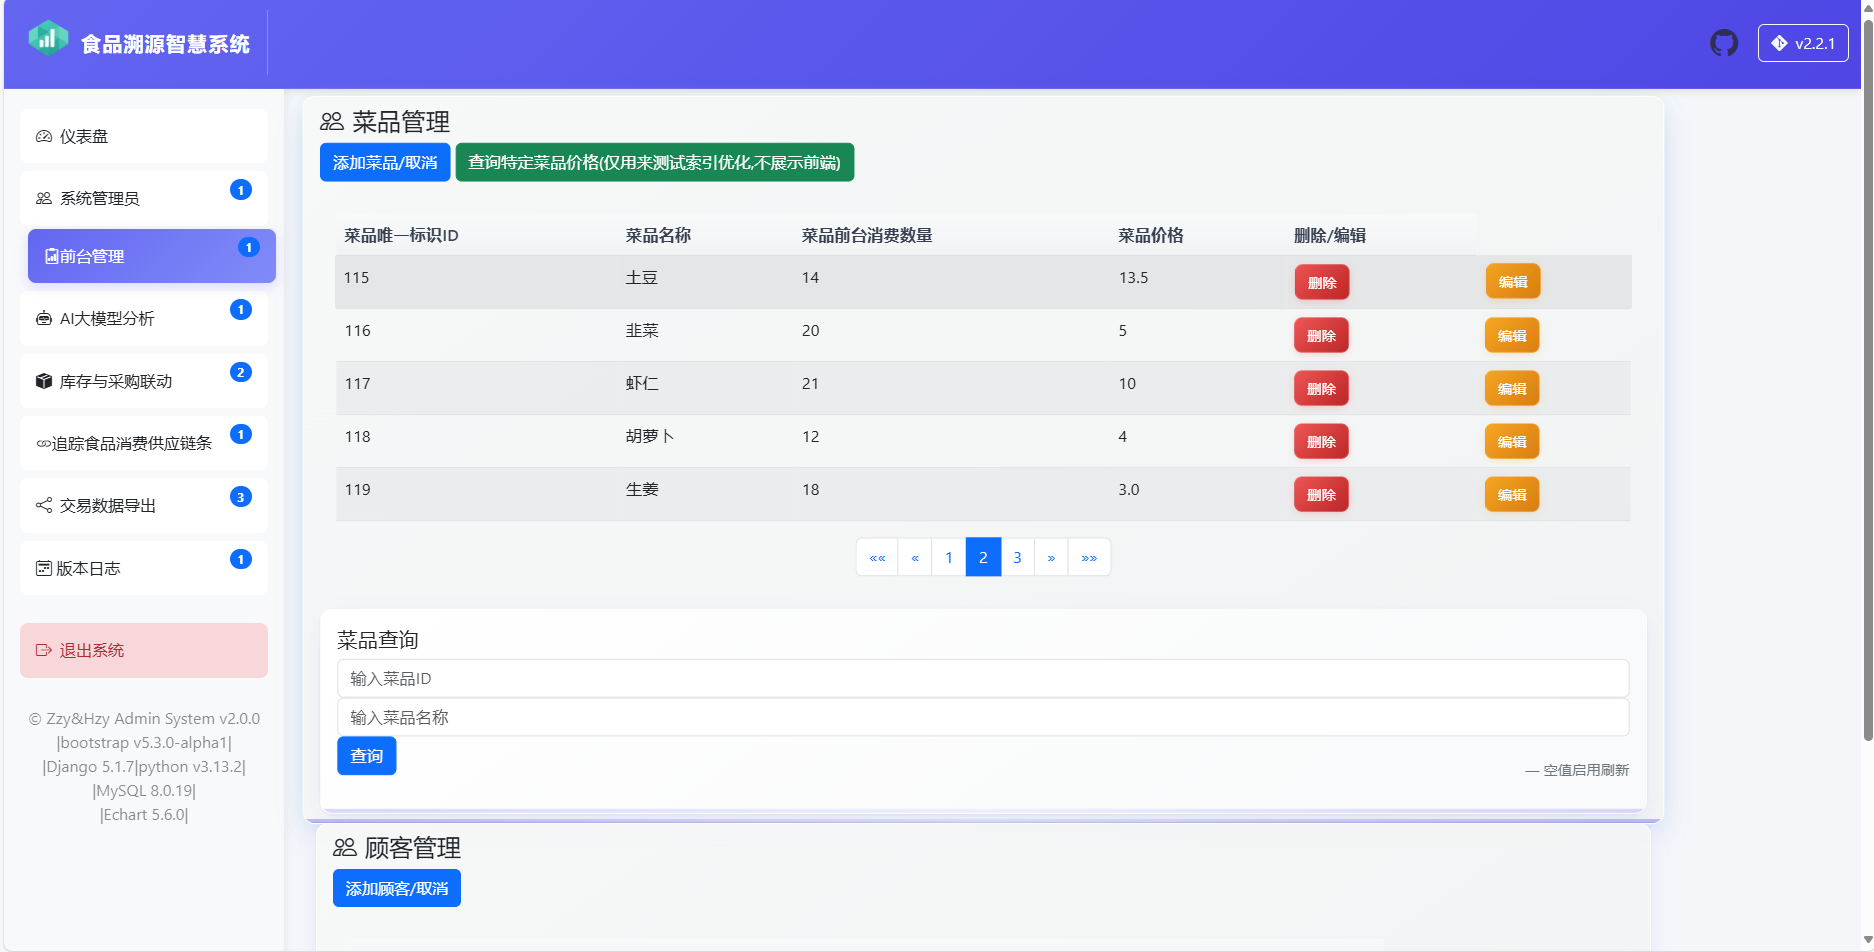 食品溯源智慧系统
v2.2.1
仪表盘
系统管理员 1
前台管理 1
AI大模型分析 1
库存与采购联动 2
追踪食品消费供应链条 1
交易数据导出 3
版本日志 1
退出系统
© Zzy&Hzy Admin System v2.0.0
|bootstrap v5.3.0-alpha1|
|Django 5.1.7|python v3.13.2|
|MySQL 8.0.19|
|Echart 5.6.0|
菜品管理
添加菜品/取消 查询特定菜品价格(仅用来测试索引优化,不展示前端)
菜品唯一标识ID 菜品名称 菜品前台消费数量 菜品价格 删除/编辑
115 土豆 14 13.5 删除 编辑
116 韭菜 20 5 删除 编辑
117 虾仁 21 10 删除 编辑
118 胡萝卜 12 4 删除 编辑
119 生姜 18 3.0 删除 编辑
«« « 1 2 3 » »»
菜品查询
输入菜品ID
输入菜品名称
查询
— 空值启用刷新
顾客管理
添加顾客/取消